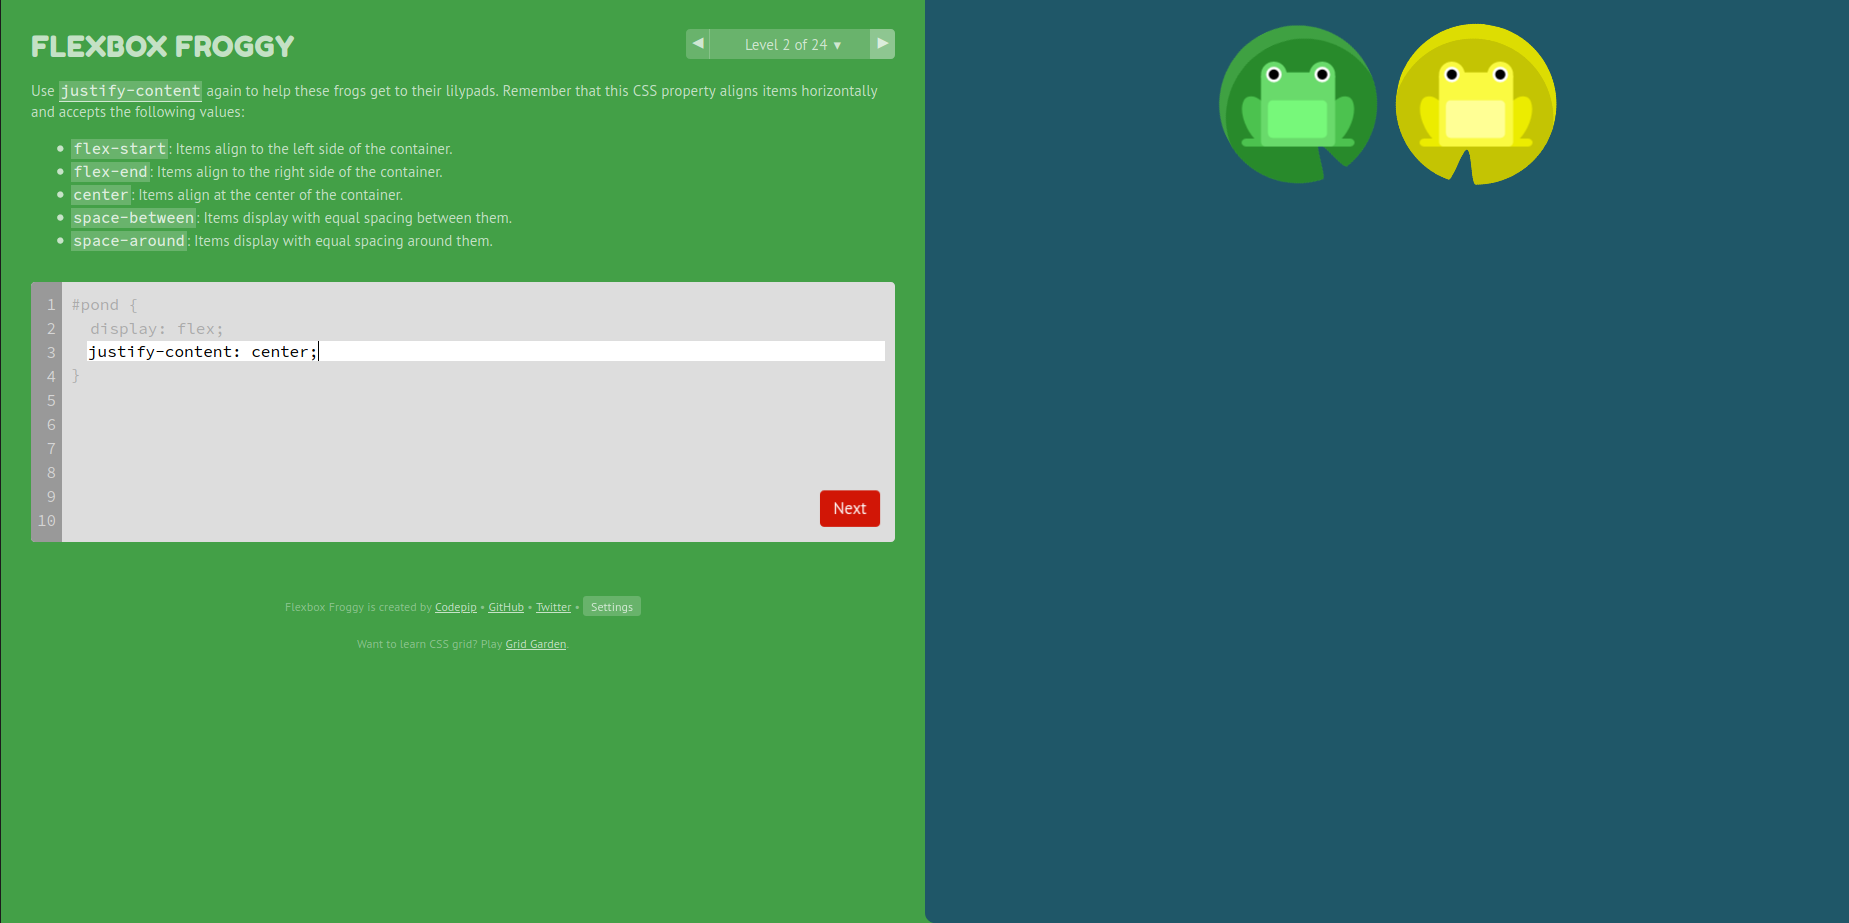 FLEXBOX FROGGY
◀ Level 2 of 24 ▾ ▶
Use justify-content again to help these frogs get to their lilypads. Remember that this CSS property aligns items horizontally
and accepts the following values:
• flex-start: Items align to the left side of the container.
• flex-end: Items align to the right side of the container.
• center: Items align at the center of the container.
• space-between: Items display with equal spacing between them.
• space-around: Items display with equal spacing around them.
1 #pond {
2 display: flex;
3 justify-content: center;
4 }
5
6
7
8
9
10
Next
Flexbox Froggy is created by Codepip • GitHub • Twitter • Settings
Want to learn CSS grid? Play Grid Garden.